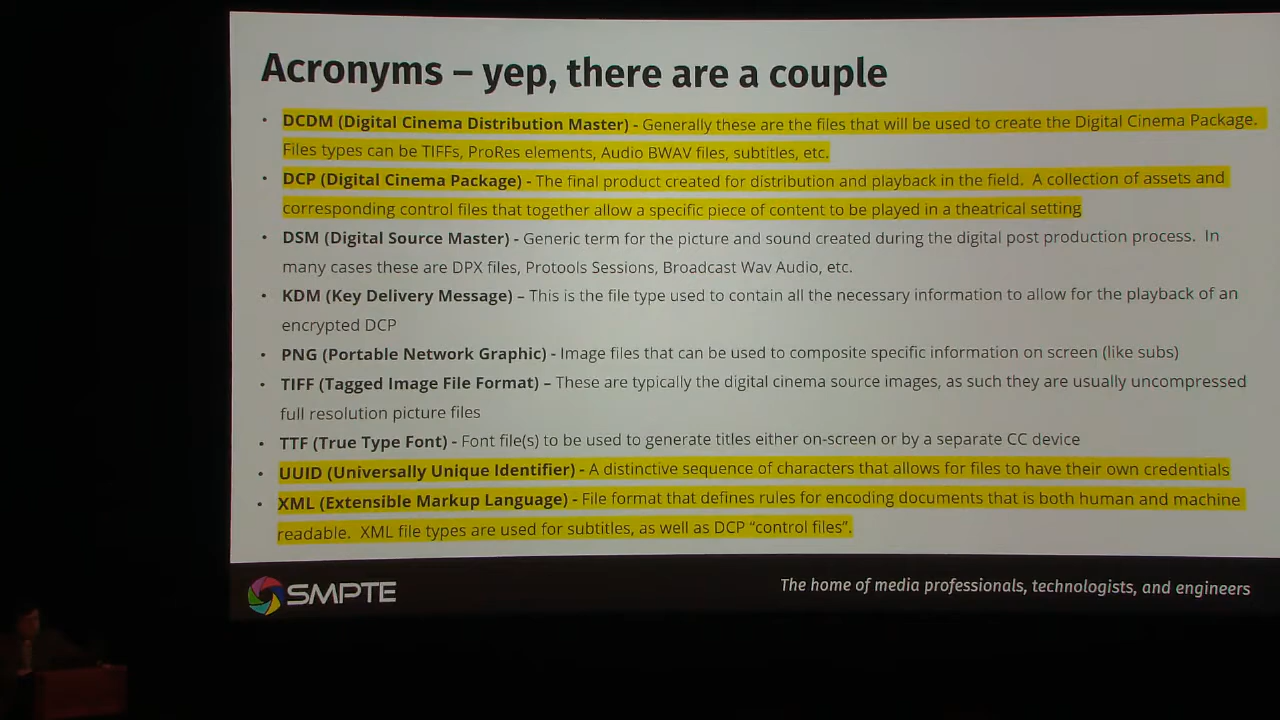 Acronyms – yep, there are a couple
• DCDM (Digital Cinema Distribution Master) - Generally these are the files that will be used to create the Digital Cinema Package.
Files types can be TIFFs, ProRes elements, Audio BWAV files, subtitles, etc.
• DCP (Digital Cinema Package) - The final product created for distribution and playback in the field. A collection of assets and
corresponding control files that together allow a specific piece of content to be played in a theatrical setting
• DSM (Digital Source Master) - Generic term for the picture and sound created during the digital post production process. In
many cases these are DPX files, Protools Sessions, Broadcast Wav Audio, etc.
• KDM (Key Delivery Message) – This is the file type used to contain all the necessary information to allow for the playback of an
encrypted DCP
• PNG (Portable Network Graphic) - Image files that can be used to composite specific information on screen (like subs)
• TIFF (Tagged Image File Format) – These are typically the digital cinema source images, as such they are usually uncompressed
full resolution picture files
• TTF (True Type Font) - Font file(s) to be used to generate titles either on-screen or by a separate CC device
• UUID (Universally Unique Identifier) - A distinctive sequence of characters that allows for files to have their own credentials
• XML (Extensible Markup Language) - File format that defines rules for encoding documents that is both human and machine
readable. XML file types are used for subtitles, as well as DCP “control files”.
SMPTE
The home of media professionals, technologists, and engineers